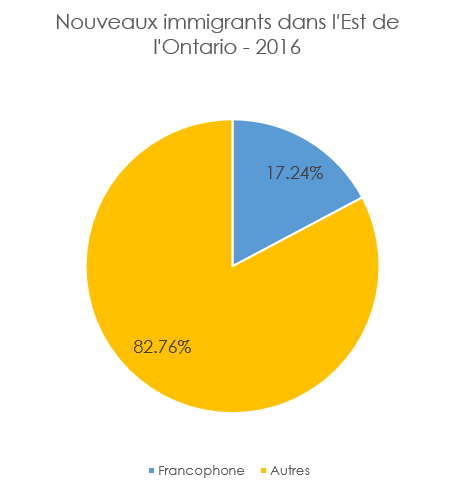 Nouveaux immigrants dans l'Est de
l'Ontario - 2016
17.24%
82.76%
Francophone Autres